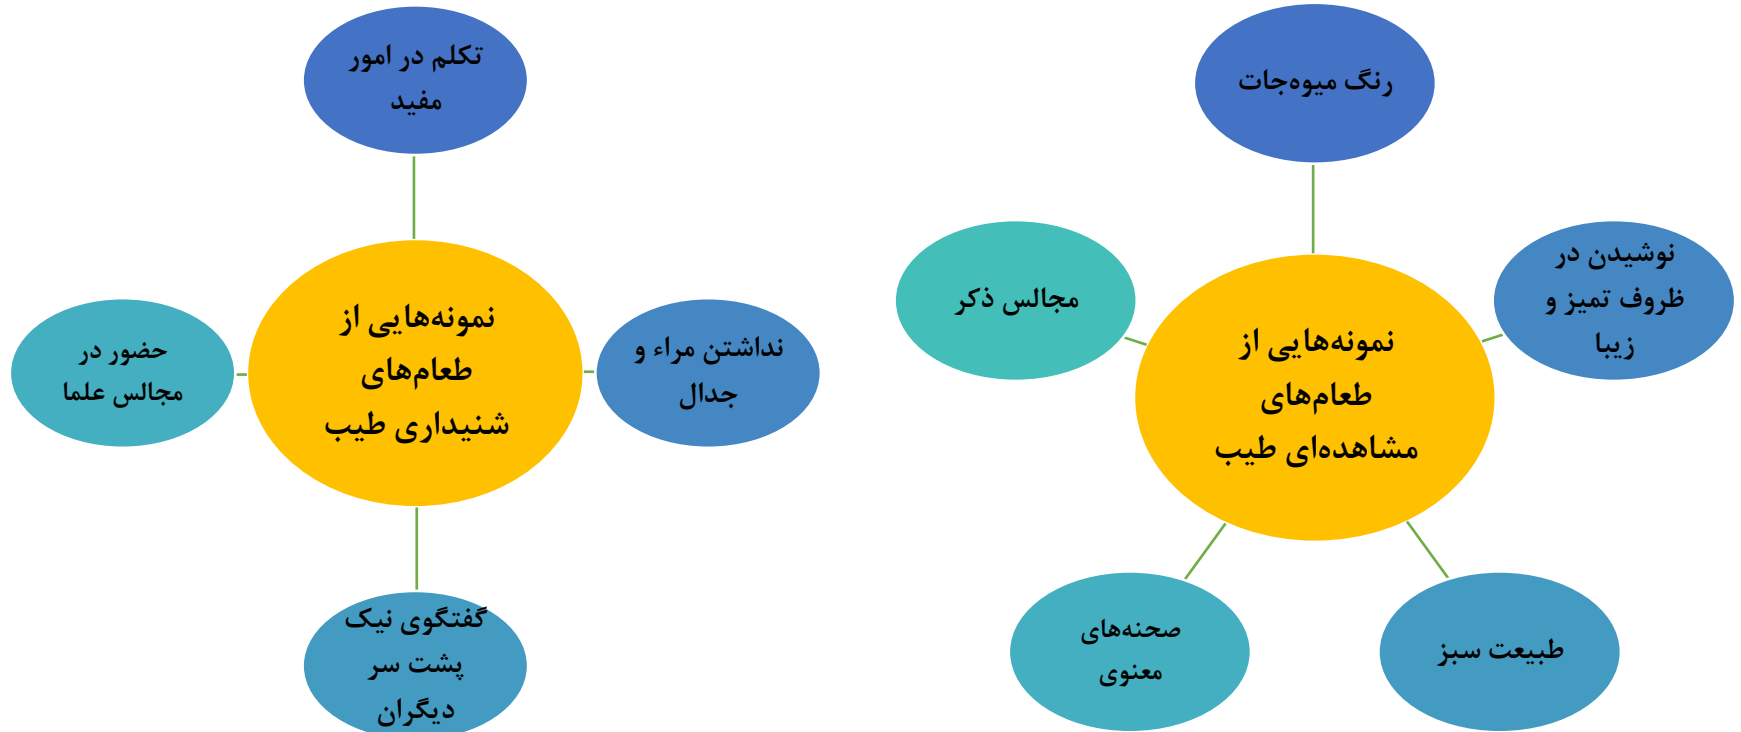 رنگ میوه‌جات
نوشیدن در
ظروف تمیز و
زیبا
طبیعت سبز
صحنه‌های
معنوی
مجالس ذکر
نمونه‌هایی از
طعام‌های
مشاهده‌ای طیب
تکلم در امور
مفید
نداشتن مراء و
جدال
گفتگوی نیک
پشت سر
دیگران
حضور در
مجالس علما
نمونه‌هایی از
طعام‌های
شنیداری طیب